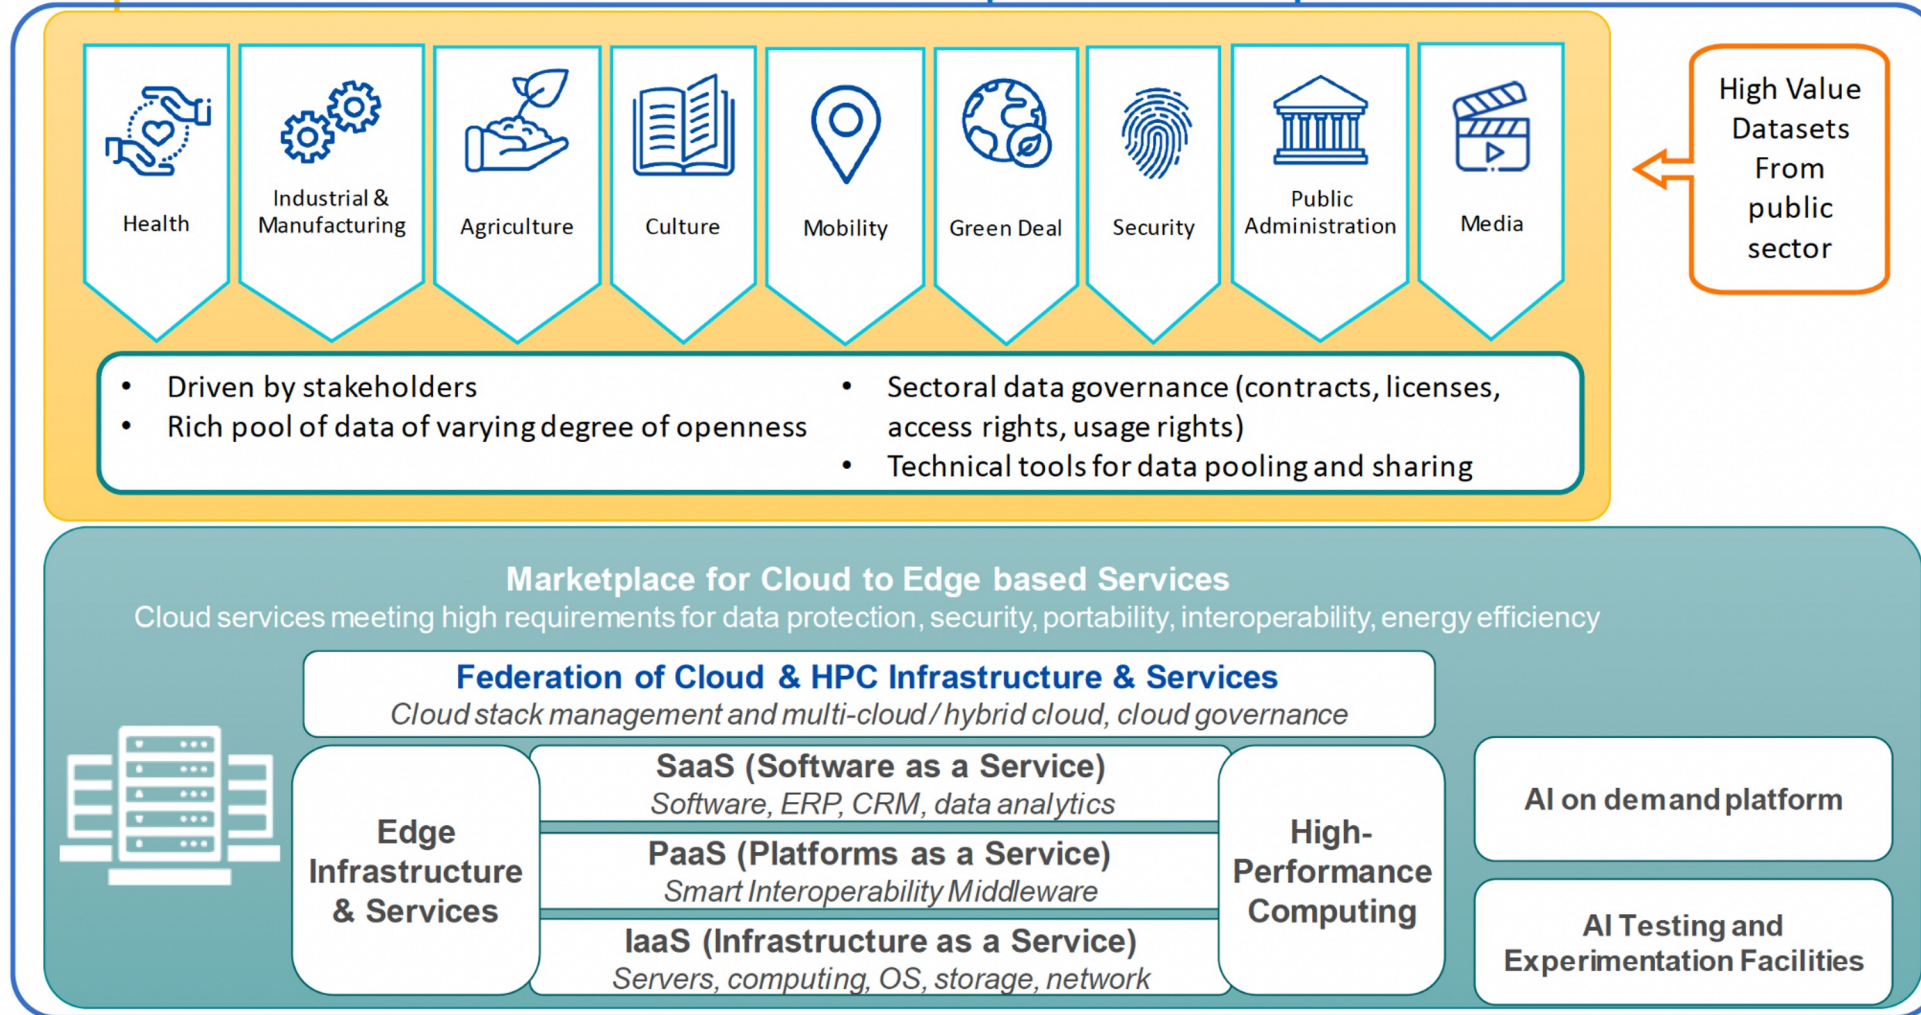 Health
Industrial &
Manufacturing
Agriculture
Culture
Mobility
Green Deal
Security
Public
Administration
Media
High Value
Datasets
From
public
sector
• Driven by stakeholders
• Rich pool of data of varying degree of openness
• Sectoral data governance (contracts, licenses,
access rights, usage rights)
• Technical tools for data pooling and sharing
Marketplace for Cloud to Edge based Services
Cloud services meeting high requirements for data protection, security, portability, interoperability, energy efficiency
Federation of Cloud & HPC Infrastructure & Services
Cloud stack management and multi-cloud / hybrid cloud, cloud governance
Edge
Infrastructure
& Services
SaaS (Software as a Service)
Software, ERP, CRM, data analytics
PaaS (Platforms as a Service)
Smart Interoperability Middleware
IaaS (Infrastructure as a Service)
Servers, computing, OS, storage, network
High-
Performance
Computing
AI on demand platform
AI Testing and
Experimentation Facilities